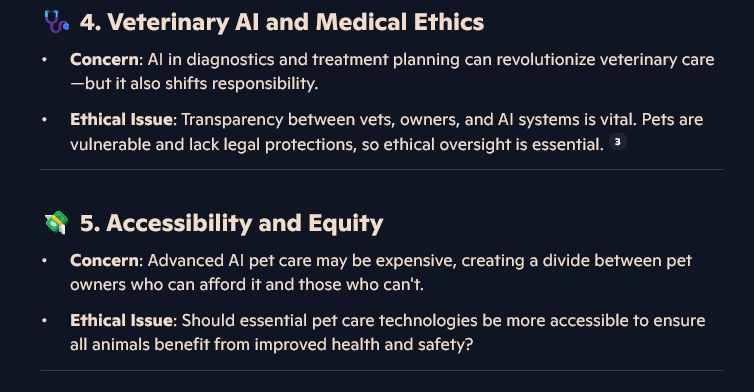 4. Veterinary AI and Medical Ethics
• Concern: AI in diagnostics and treatment planning can revolutionize veterinary care
—but it also shifts responsibility.
• Ethical Issue: Transparency between vets, owners, and AI systems is vital. Pets are
vulnerable and lack legal protections, so ethical oversight is essential. 3
5. Accessibility and Equity
• Concern: Advanced AI pet care may be expensive, creating a divide between pet
owners who can afford it and those who can't.
• Ethical Issue: Should essential pet care technologies be more accessible to ensure
all animals benefit from improved health and safety?